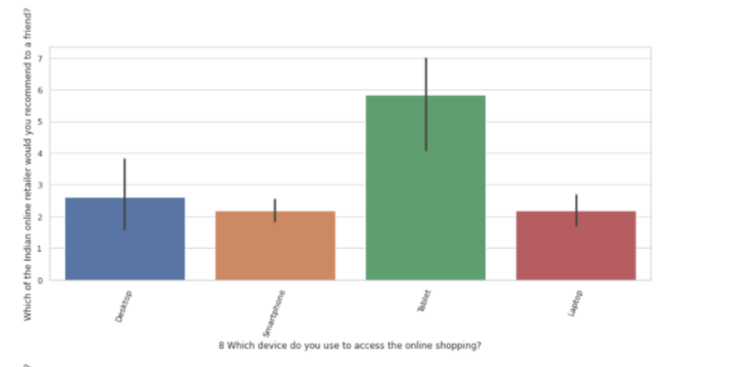 Which of the Indian online retailer would you recommend to a friend?
7
6
5
4
3
2
1
0
Desktop
Smartphone
Tablet
Laptop
8 Which device do you use to access the online shopping?
?